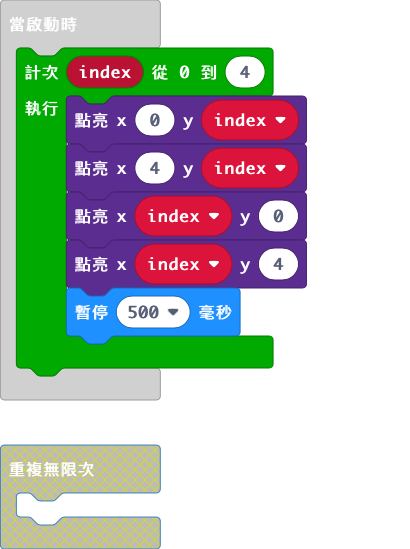 當啟動時
計次 index 從 0 到 4
執行
點亮 x 0 y index
點亮 x 4 y index
點亮 x index y 0
點亮 x index y 4
暫停 500 毫秒
重複無限次